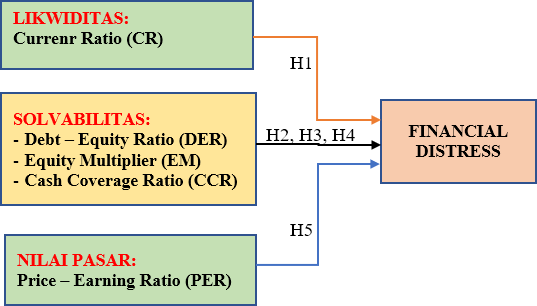 LIKWIDITAS:
Currenr Ratio (CR)
H1
SOLVABILITAS:
- Debt – Equity Ratio (DER)
- Equity Multiplier (EM)
- Cash Coverage Ratio (CCR)
H2, H3, H4
FINANCIAL
DISTRESS
H5
NILAI PASAR:
Price – Earning Ratio (PER)